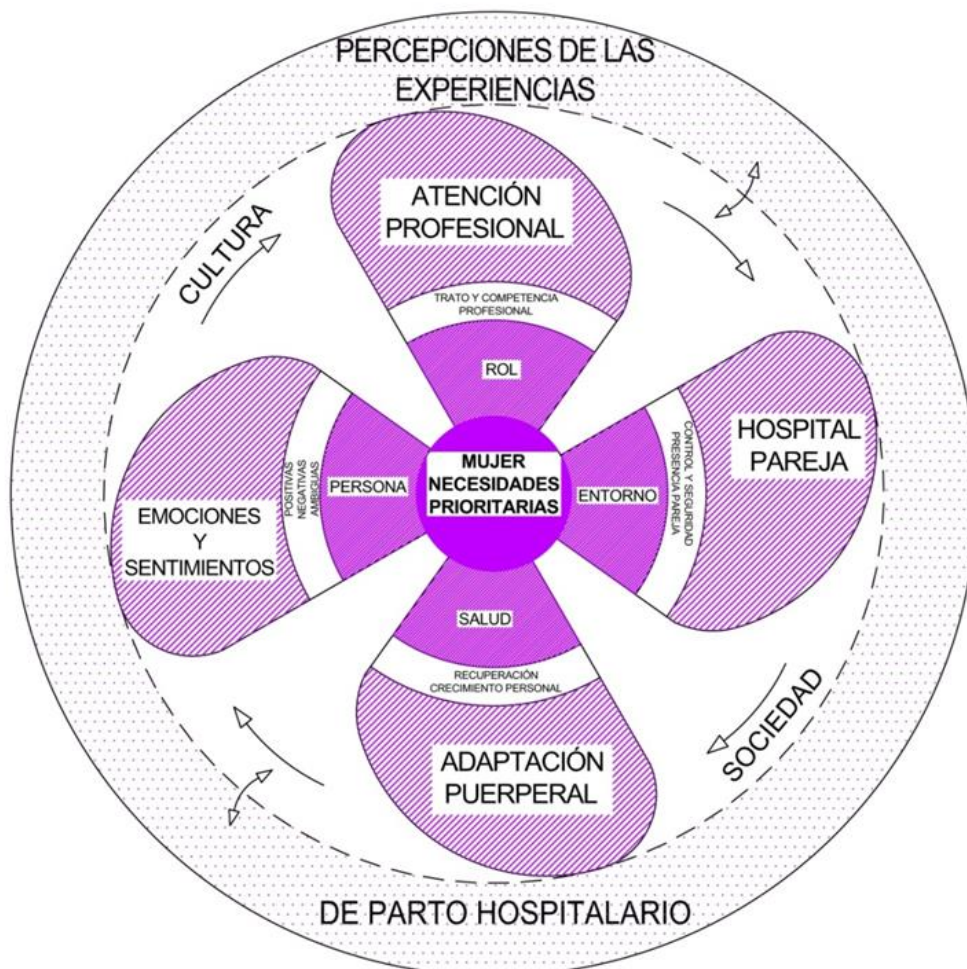 PERCEPCIONES DE LAS
EXPERIENCIAS
CULTURA
ATENCIÓN
PROFESIONAL
TRATO Y COMPETENCIA
PROFESIONAL
ROL
HOSPITAL
PAREJA
CONTROL Y SEGURIDAD
PRESENCIA PAREJA
ENTORNO
MUJER
NECESIDADES
PRIORITARIAS
PERSONA
POSITIVAS
NEGATIVAS
AMBIGUAS
EMOCIONES
Y
SENTIMIENTOS
SALUD
RECUPERACIÓN
CRECIMIENTO PERSONAL
ADAPTACIÓN
PUERPERAL
SOCIEDAD
DE PARTO HOSPITALARIO